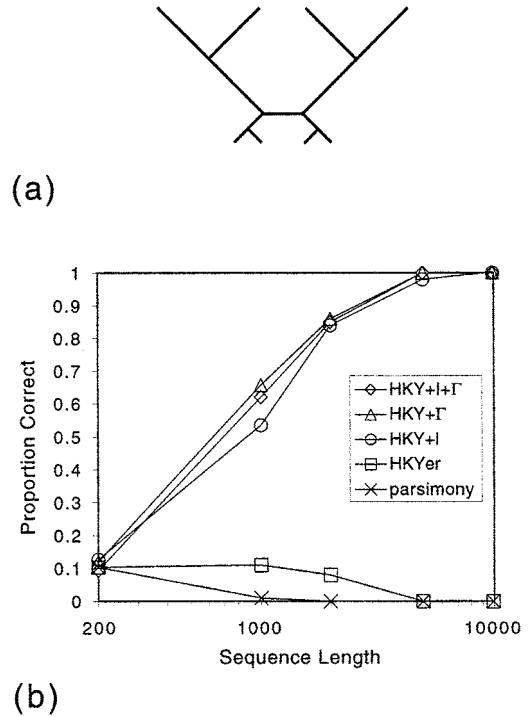 (a)
1
0.9
0.8
0.7
0.6
0.5
0.4
0.3
0.2
0.1
0
Proportion Correct
HKY+I+Γ
HKY+Γ
HKY+I
HKYer
parsimony
200 1000 10000
Sequence Length
(b)